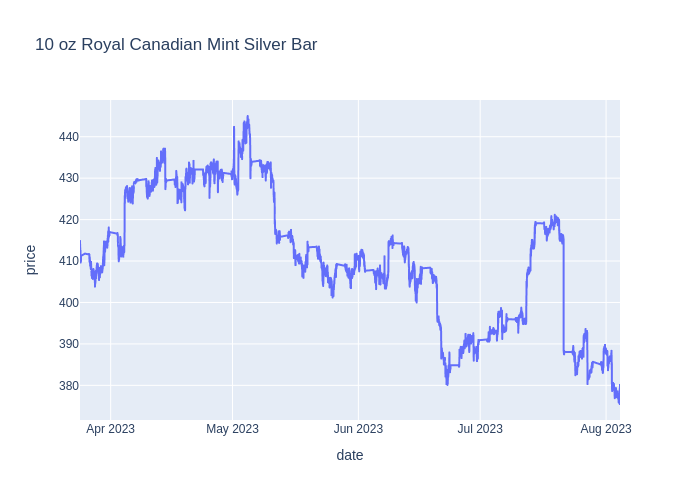 10 oz Royal Canadian Mint Silver Bar
440
430
420
410
400
390
380
price
Apr 2023
May 2023
Jun 2023
Jul 2023
Aug 2023
date